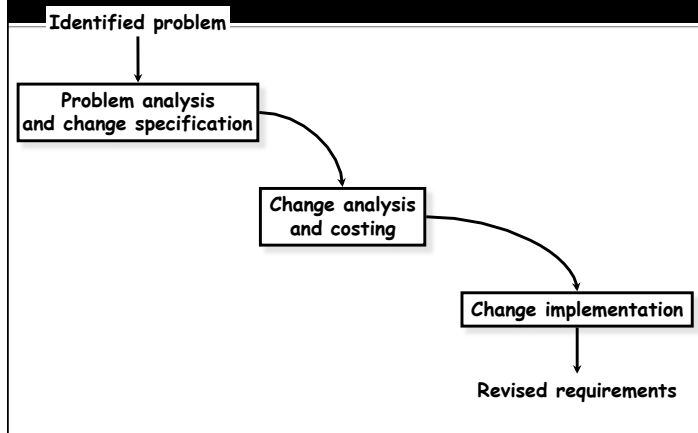 Identified problem
Problem analysis
and change specification
Change analysis
and costing
Change implementation
Revised requirements